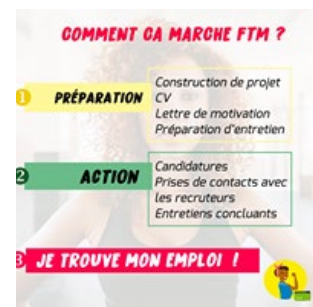 COMMENT CA MARCHE FTM ?
1 PRÉPARATION
Construction de projet
CV
Lettre de motivation
Préparation d'entretien
2 ACTION
Candidatures
Prises de contacts avec
les recruteurs
Entretiens concluants
3 JE TROUVE MON EMPLOI !